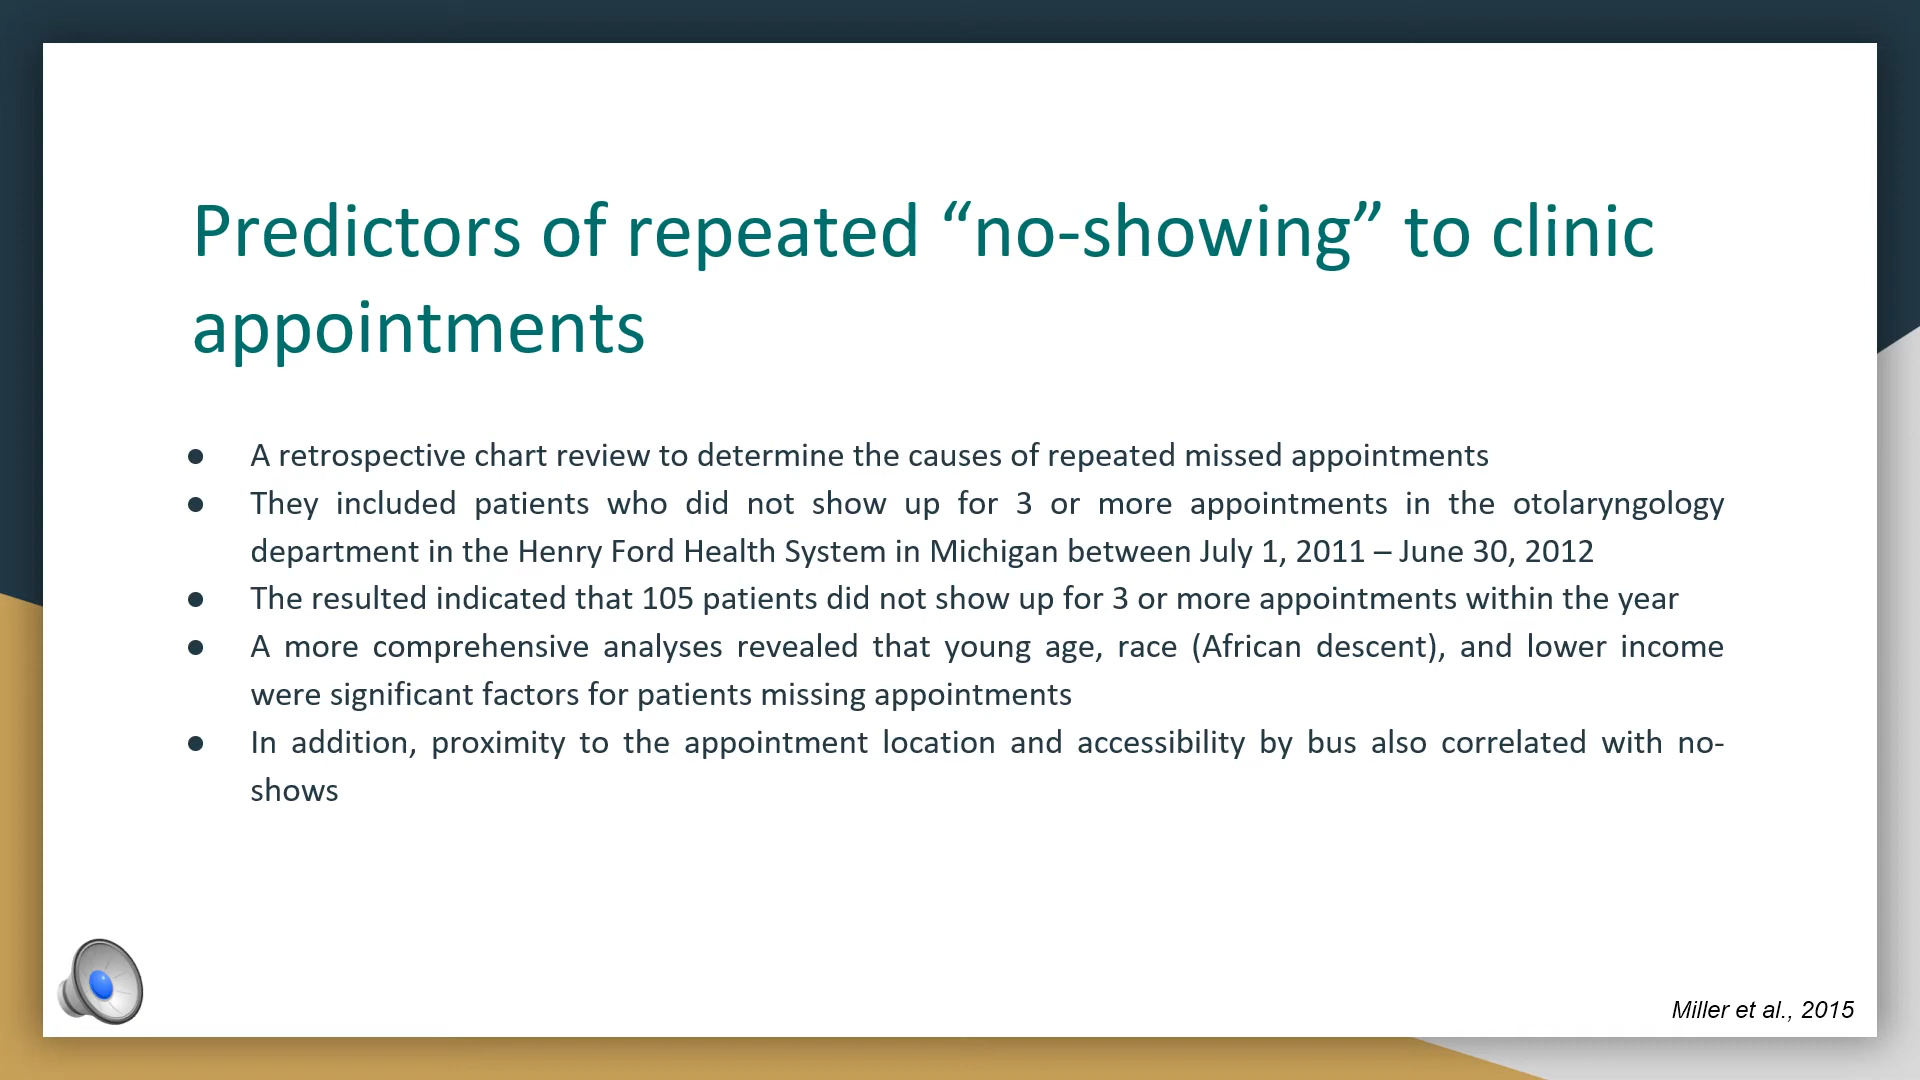 Predictors of repeated “no-showing” to clinic
appointments
● A retrospective chart review to determine the causes of repeated missed appointments
● They included patients who did not show up for 3 or more appointments in the otolaryngology
department in the Henry Ford Health System in Michigan between July 1, 2011 – June 30, 2012
● The resulted indicated that 105 patients did not show up for 3 or more appointments within the year
● A more comprehensive analyses revealed that young age, race (African descent), and lower income
were significant factors for patients missing appointments
● In addition, proximity to the appointment location and accessibility by bus also correlated with no-
shows
Miller et al., 2015